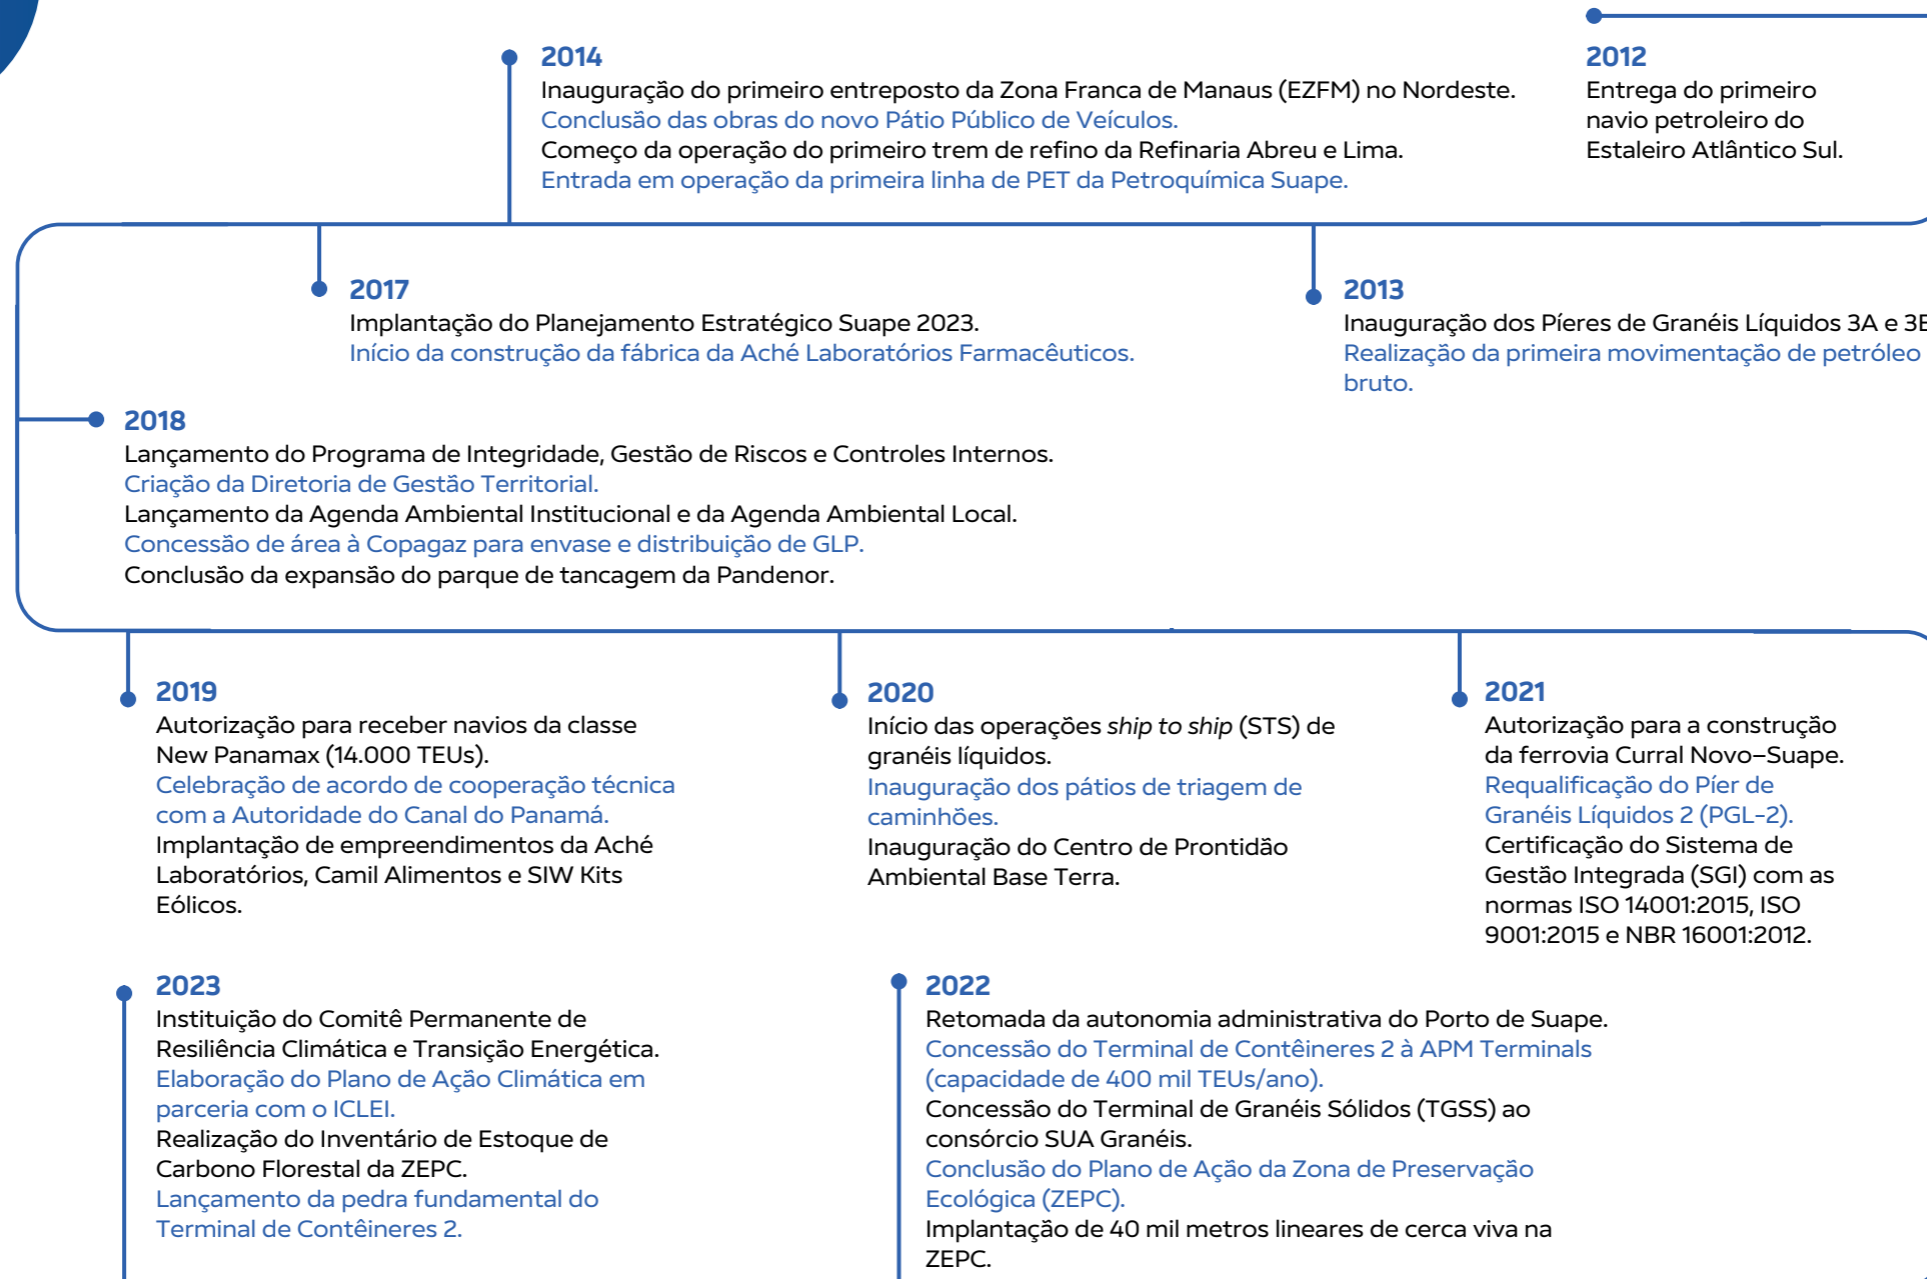 2014
Inauguração do primeiro entreposto da Zona Franca de Manaus (EZFM) no Nordeste.
Conclusão das obras do novo Pátio Público de Veículos.
Começo da operação do primeiro trem de refino da Refinaria Abreu e Lima.
Entrada em operação da primeira linha de PET da Petroquímica Suape.
2012
Entrega do primeiro
navio petroleiro do
Estaleiro Atlântico Sul.
2017
Implantação do Planejamento Estratégico Suape 2023.
Início da construção da fábrica da Aché Laboratórios Farmacêuticos.
2013
Inauguração dos Píeres de Granéis Líquidos 3A e 3B
Realização da primeira movimentação de petróleo
bruto.
2018
Lançamento do Programa de Integridade, Gestão de Riscos e Controles Internos.
Criação da Diretoria de Gestão Territorial.
Lançamento da Agenda Ambiental Institucional e da Agenda Ambiental Local.
Concessão de área à Copagaz para envase e distribuição de GLP.
Conclusão da expansão do parque de tancagem da Pandenor.
2019
Autorização para receber navios da classe
New Panamax (14.000 TEUs).
Celebração de acordo de cooperação técnica
com a Autoridade do Canal do Panamá.
Implantação de empreendimentos da Aché
Laboratórios, Camil Alimentos e SIW Kits
Eólicos.
2020
Início das operações ship to ship (STS) de
granéis líquidos.
Inauguração dos pátios de triagem de
caminhões.
Inauguração do Centro de Prontidão
Ambiental Base Terra.
2021
Autorização para a construção
da ferrovia Curral Novo–Suape.
Requalificação do Píer de
Granéis Líquidos 2 (PGL-2).
Certificação do Sistema de
Gestão Integrada (SGI) com as
normas ISO 14001:2015, ISO
9001:2015 e NBR 16001:2012.
2023
Instituição do Comitê Permanente de
Resiliência Climática e Transição Energética.
Elaboração do Plano de Ação Climática em
parceria com o ICLEI.
Realização do Inventário de Estoque de
Carbono Florestal da ZEPC.
Lançamento da pedra fundamental do
Terminal de Contêineres 2.
2022
Retomada da autonomia administrativa do Porto de Suape.
Concessão do Terminal de Contêineres 2 à APM Terminals
(capacidade de 400 mil TEUs/ano).
Concessão do Terminal de Granéis Sólidos (TGSS) ao
consórcio SUA Granéis.
Conclusão do Plano de Ação da Zona de Preservação
Ecológica (ZEPC).
Implantação de 40 mil metros lineares de cerca viva na
ZEPC.